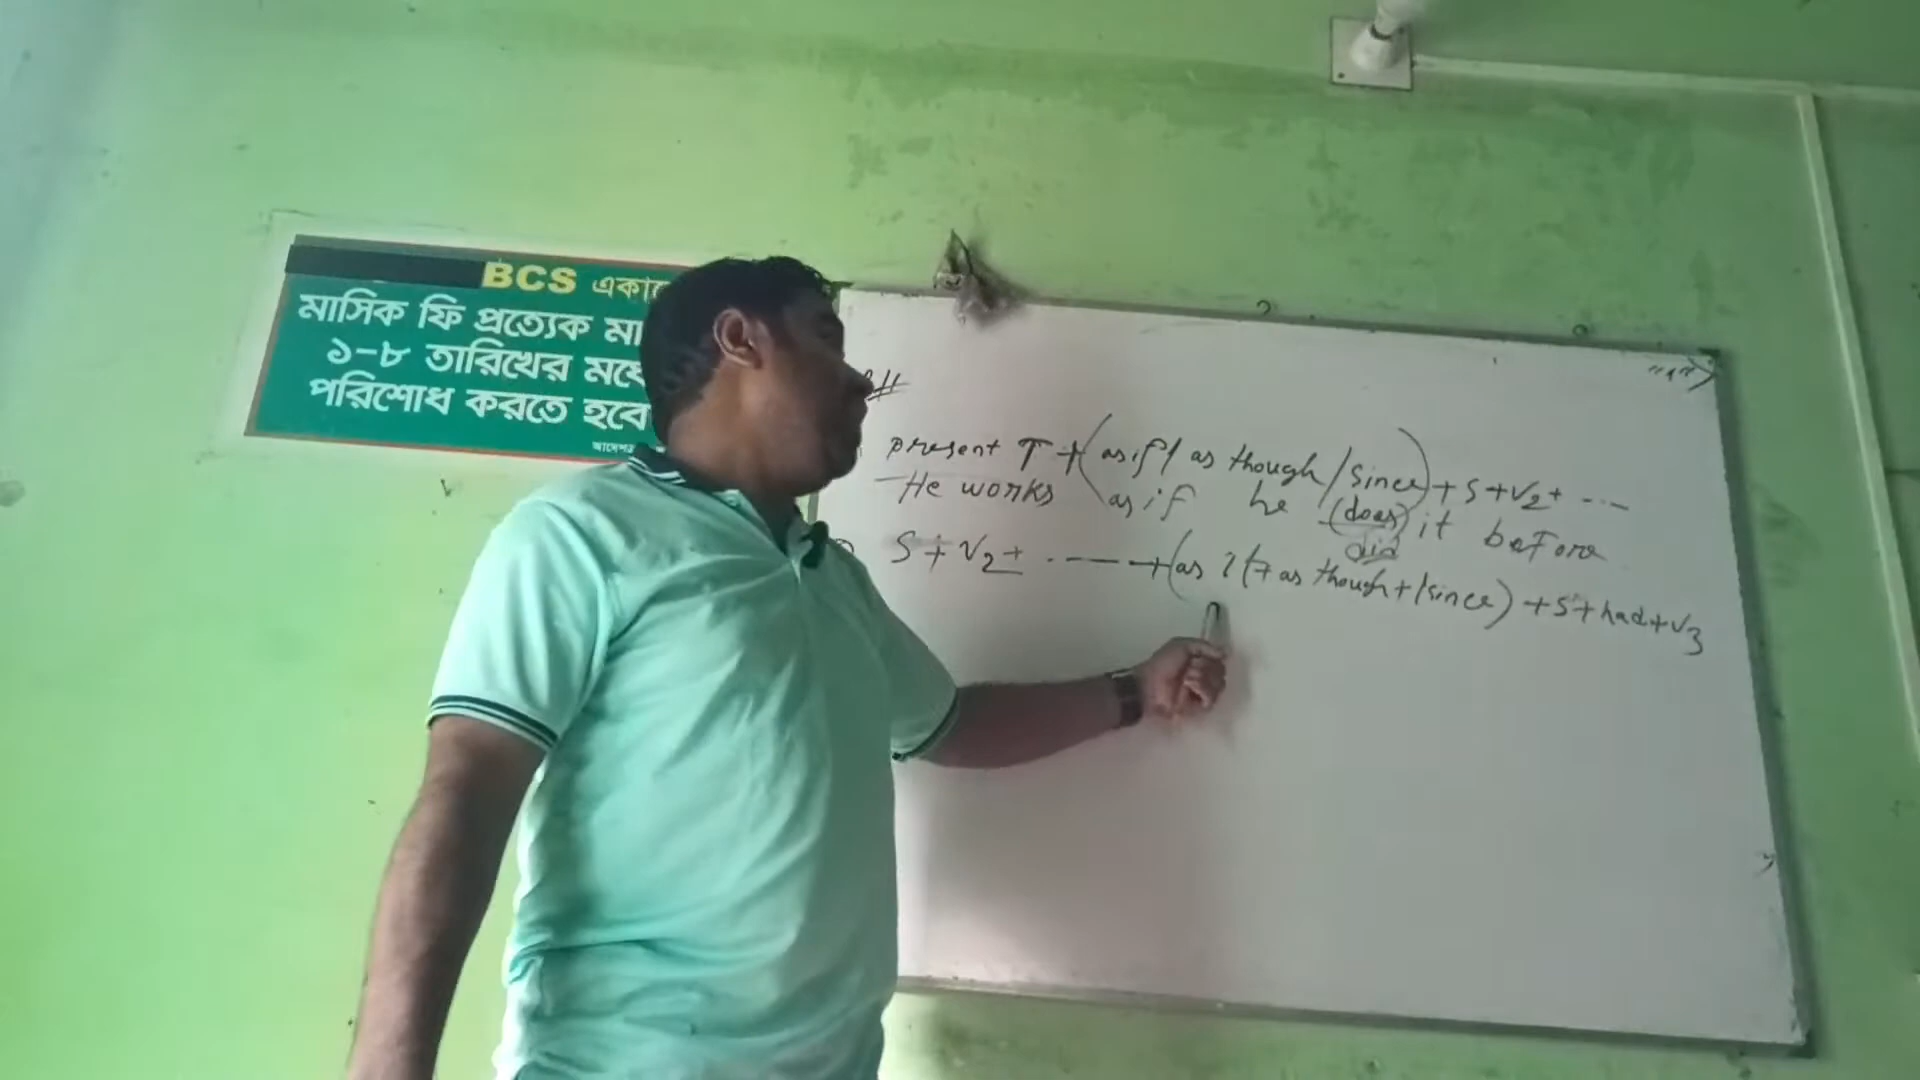 BCS একাডে
মাসিক ফি প্রত্যেক মা
১-৮ তারিখের মধ্যে
পরিশোধ করতে হবে
present T + (as if / as though / since) + S + V2 + ...
He works as if he (does) it before
did
S + V2 + ... + (as if + as though + / since) + S + had + V3
"A"